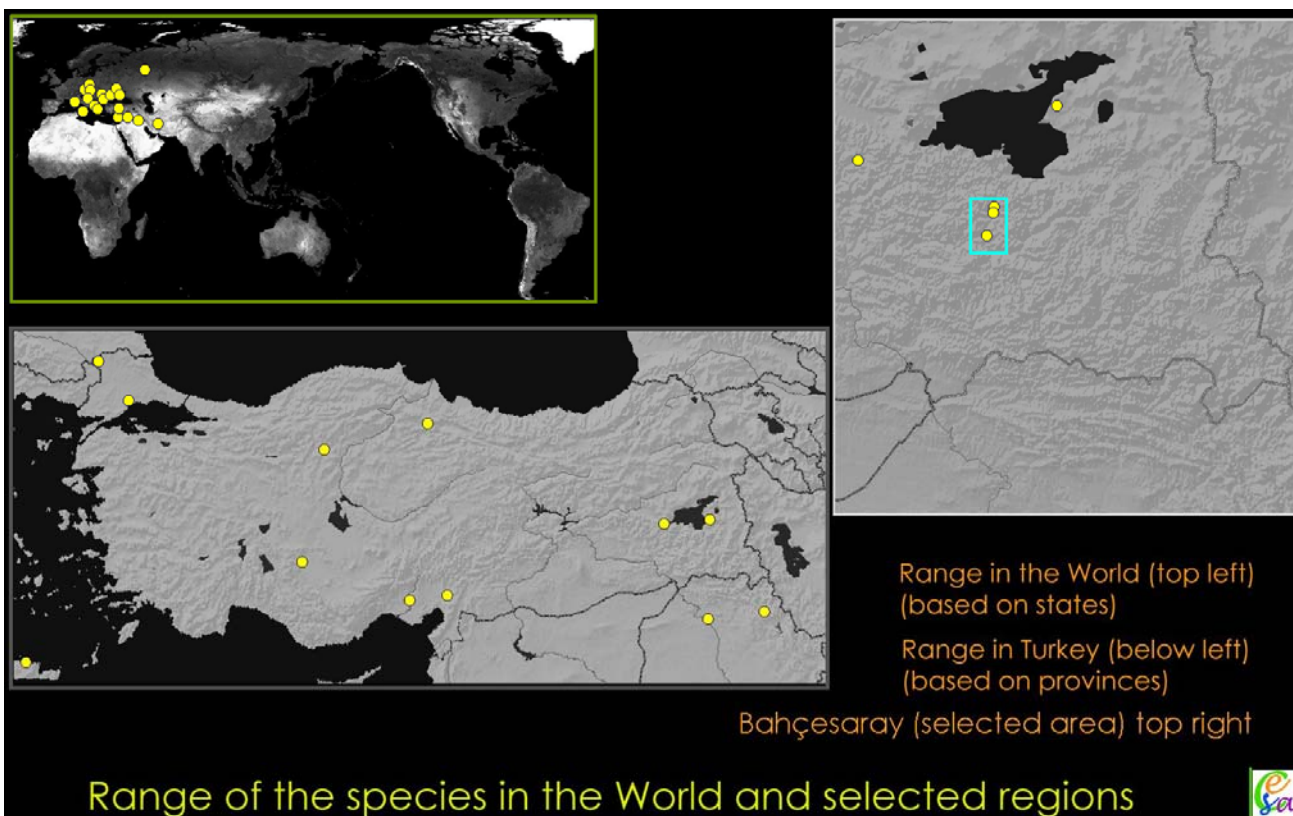 Range in the World (top left)
(based on states)
Range in Turkey (below left)
(based on provinces)
Bahçesaray (selected area) top right
Range of the species in the World and selected regions
Cesa